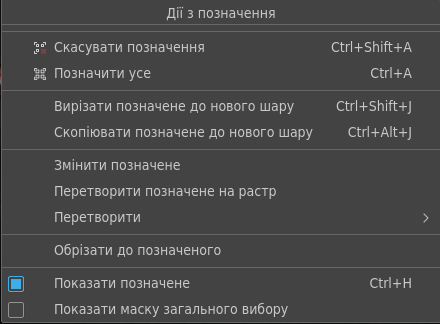 Дії з позначення
Скасувати позначення Ctrl+Shift+A
Позначити усе Ctrl+A
Вирізати позначене до нового шару Ctrl+Shift+J
Скопіювати позначене до нового шару Ctrl+Alt+J
Змінити позначене
Перетворити позначене на растр
Перетворити
Обрізати до позначеного
Показати позначене Ctrl+H
Показати маску загального вибору